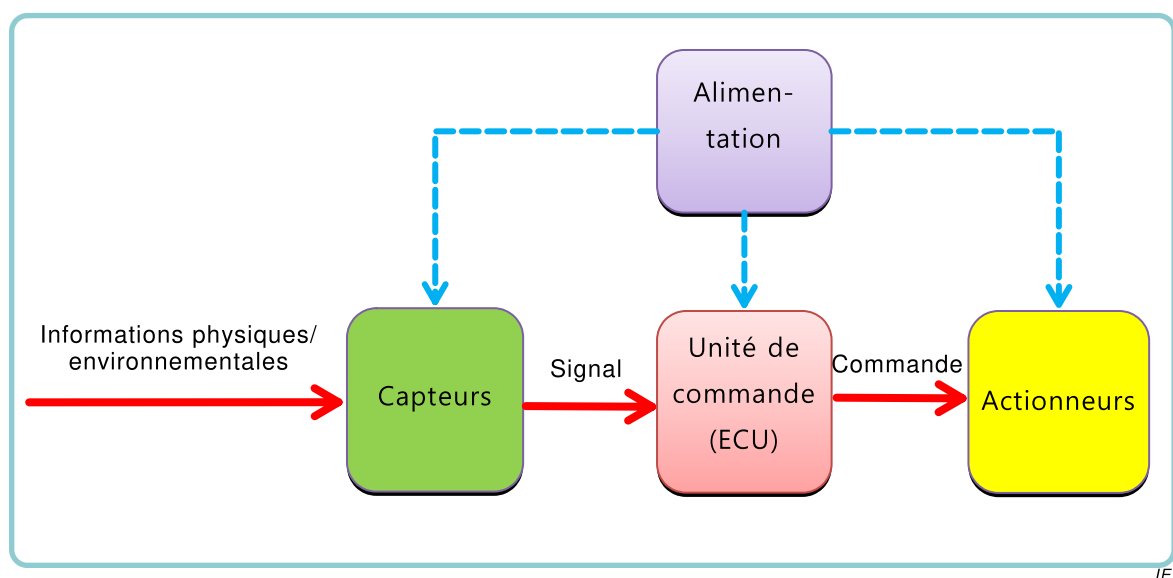 Alimen-
tation
Informations physiques/
environnementales
Capteurs
Signal
Unité de
commande
(ECU)
Commande
Actionneurs